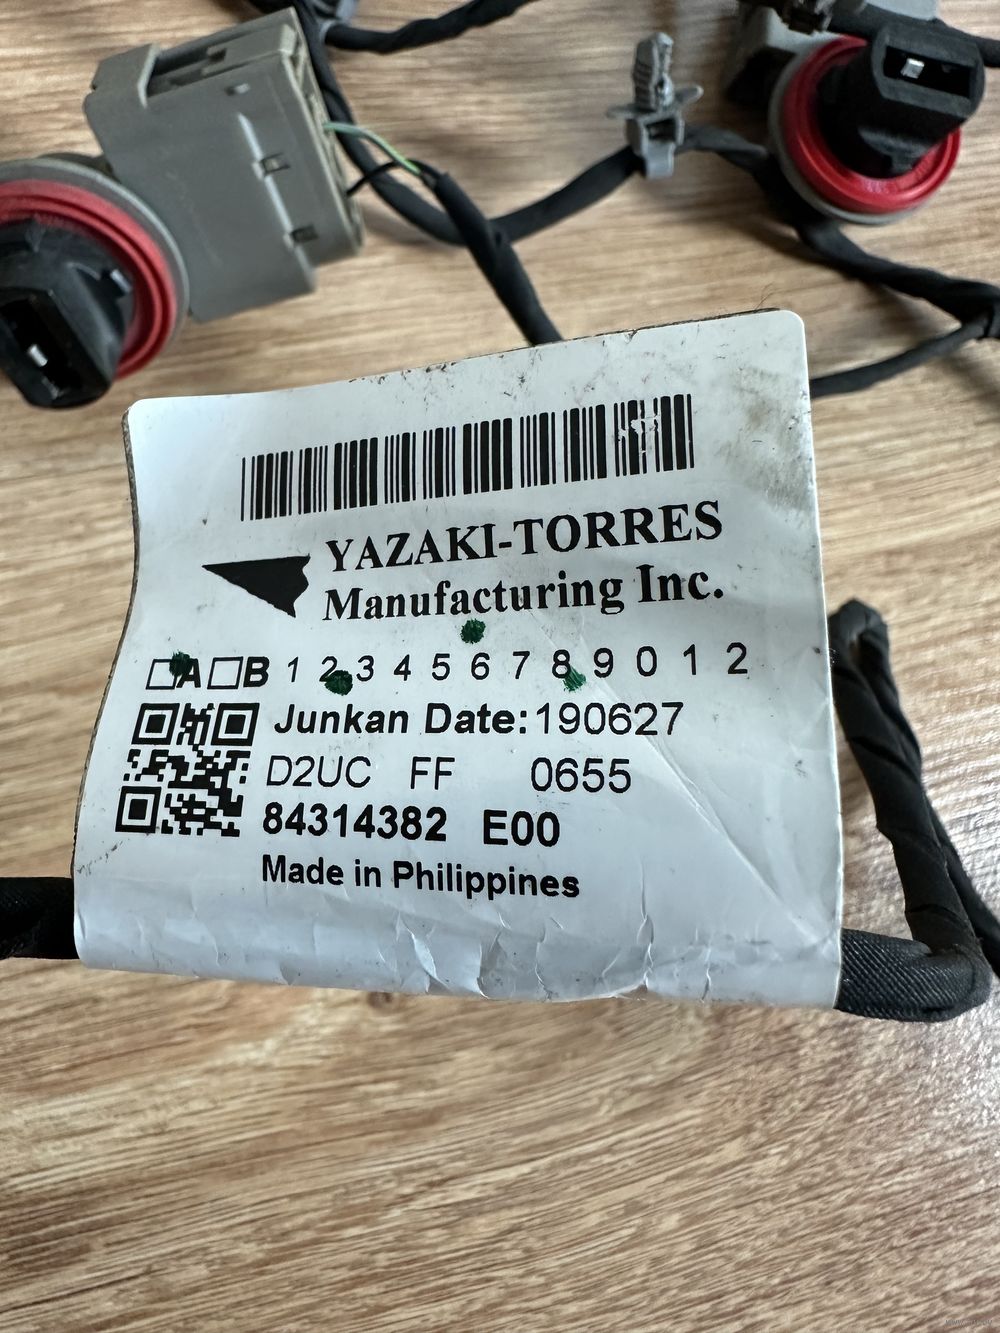 YAZAKI-TORRES
Manufacturing Inc.
A B 1 2 3 4 5 6 7 8 9 0 1 2
Junkan Date: 190627
D2UC FF 0655
84314382 E00
Made in Philippines